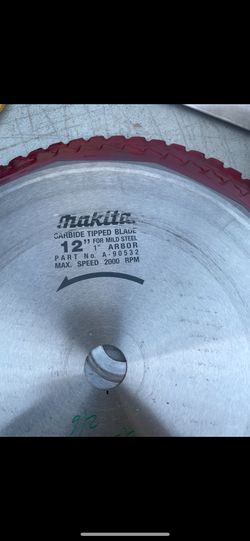 makita
CARBIDE TIPPED BLADE
12" FOR MILD STEEL
1" ARBOR
PART No. A-90532
MAX. SPEED 2000 RPM